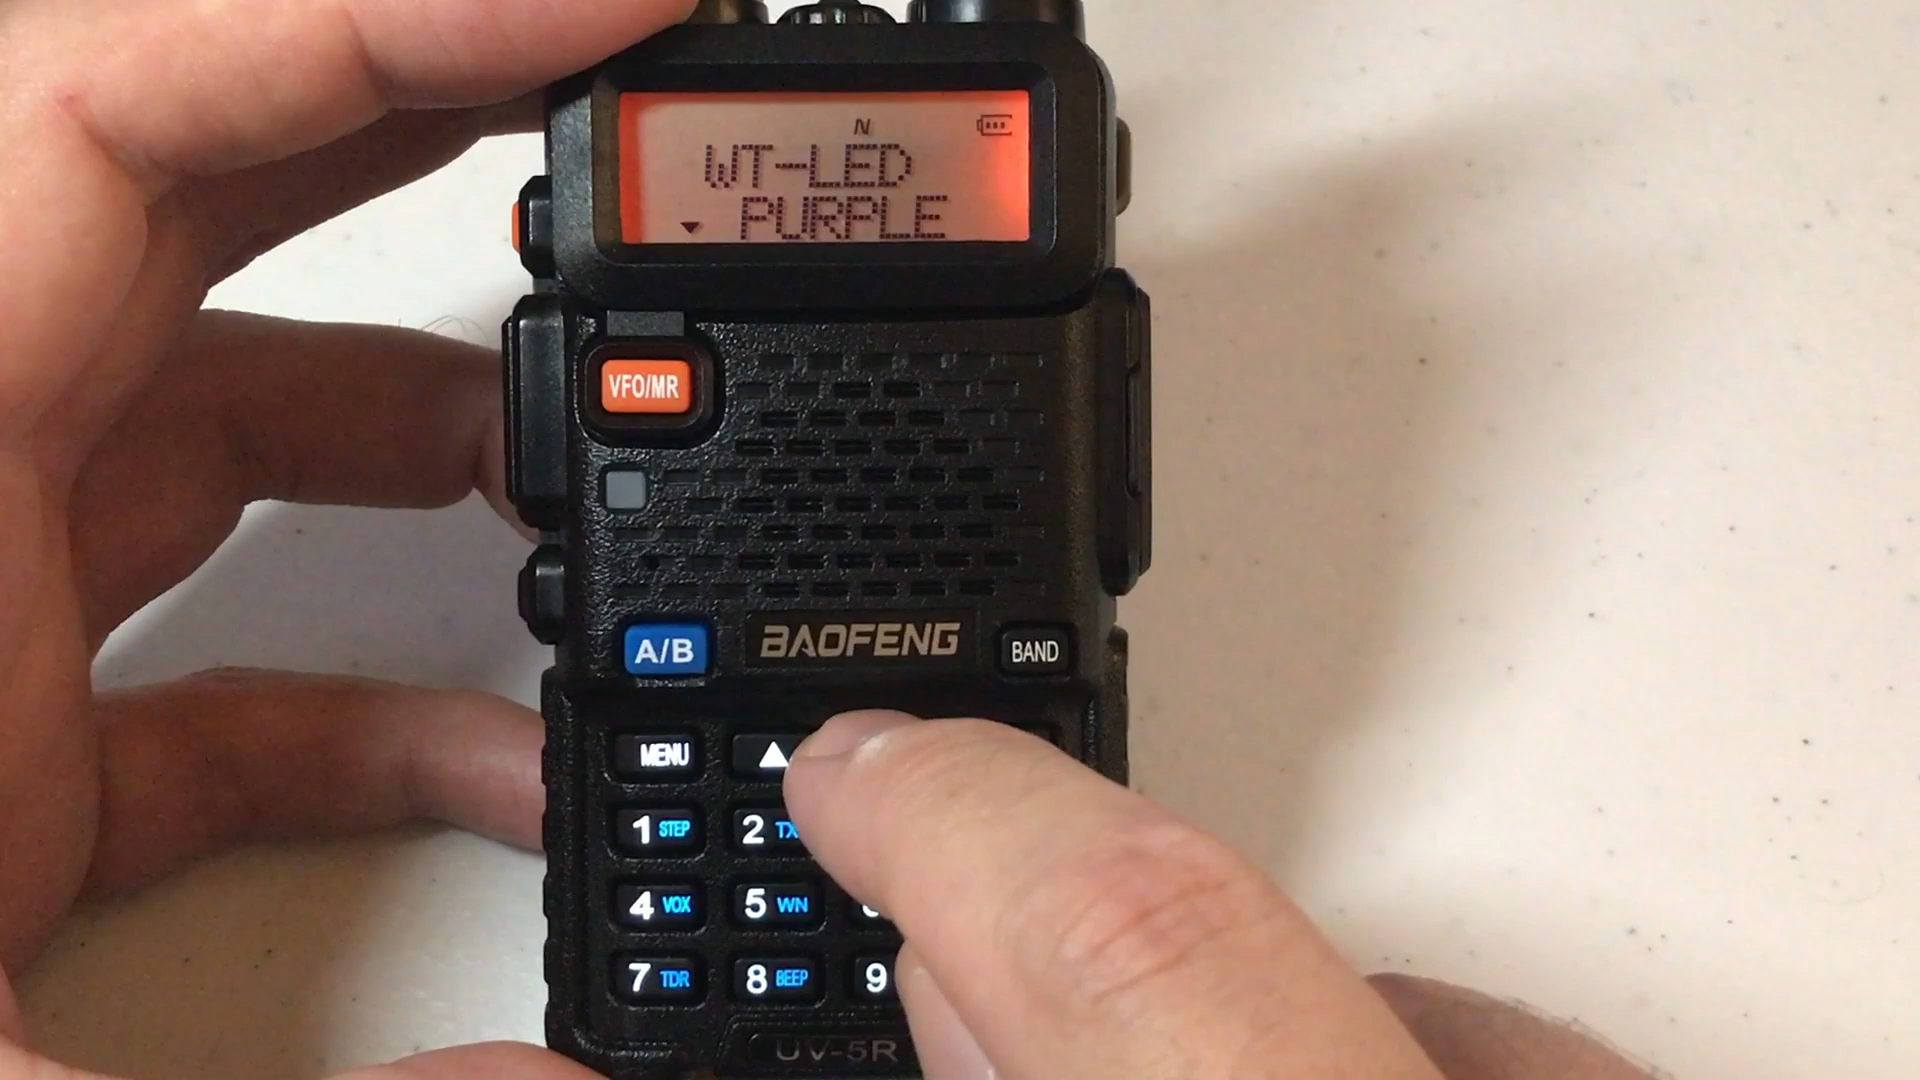 N
WT-LED
PURPLE
VFO/MR
A/B
BAOFENG
BAND
MENU
1 STEP
2 TX
4 VOX
5 WN
7 TDR
8 BEEP
9
UV-5R